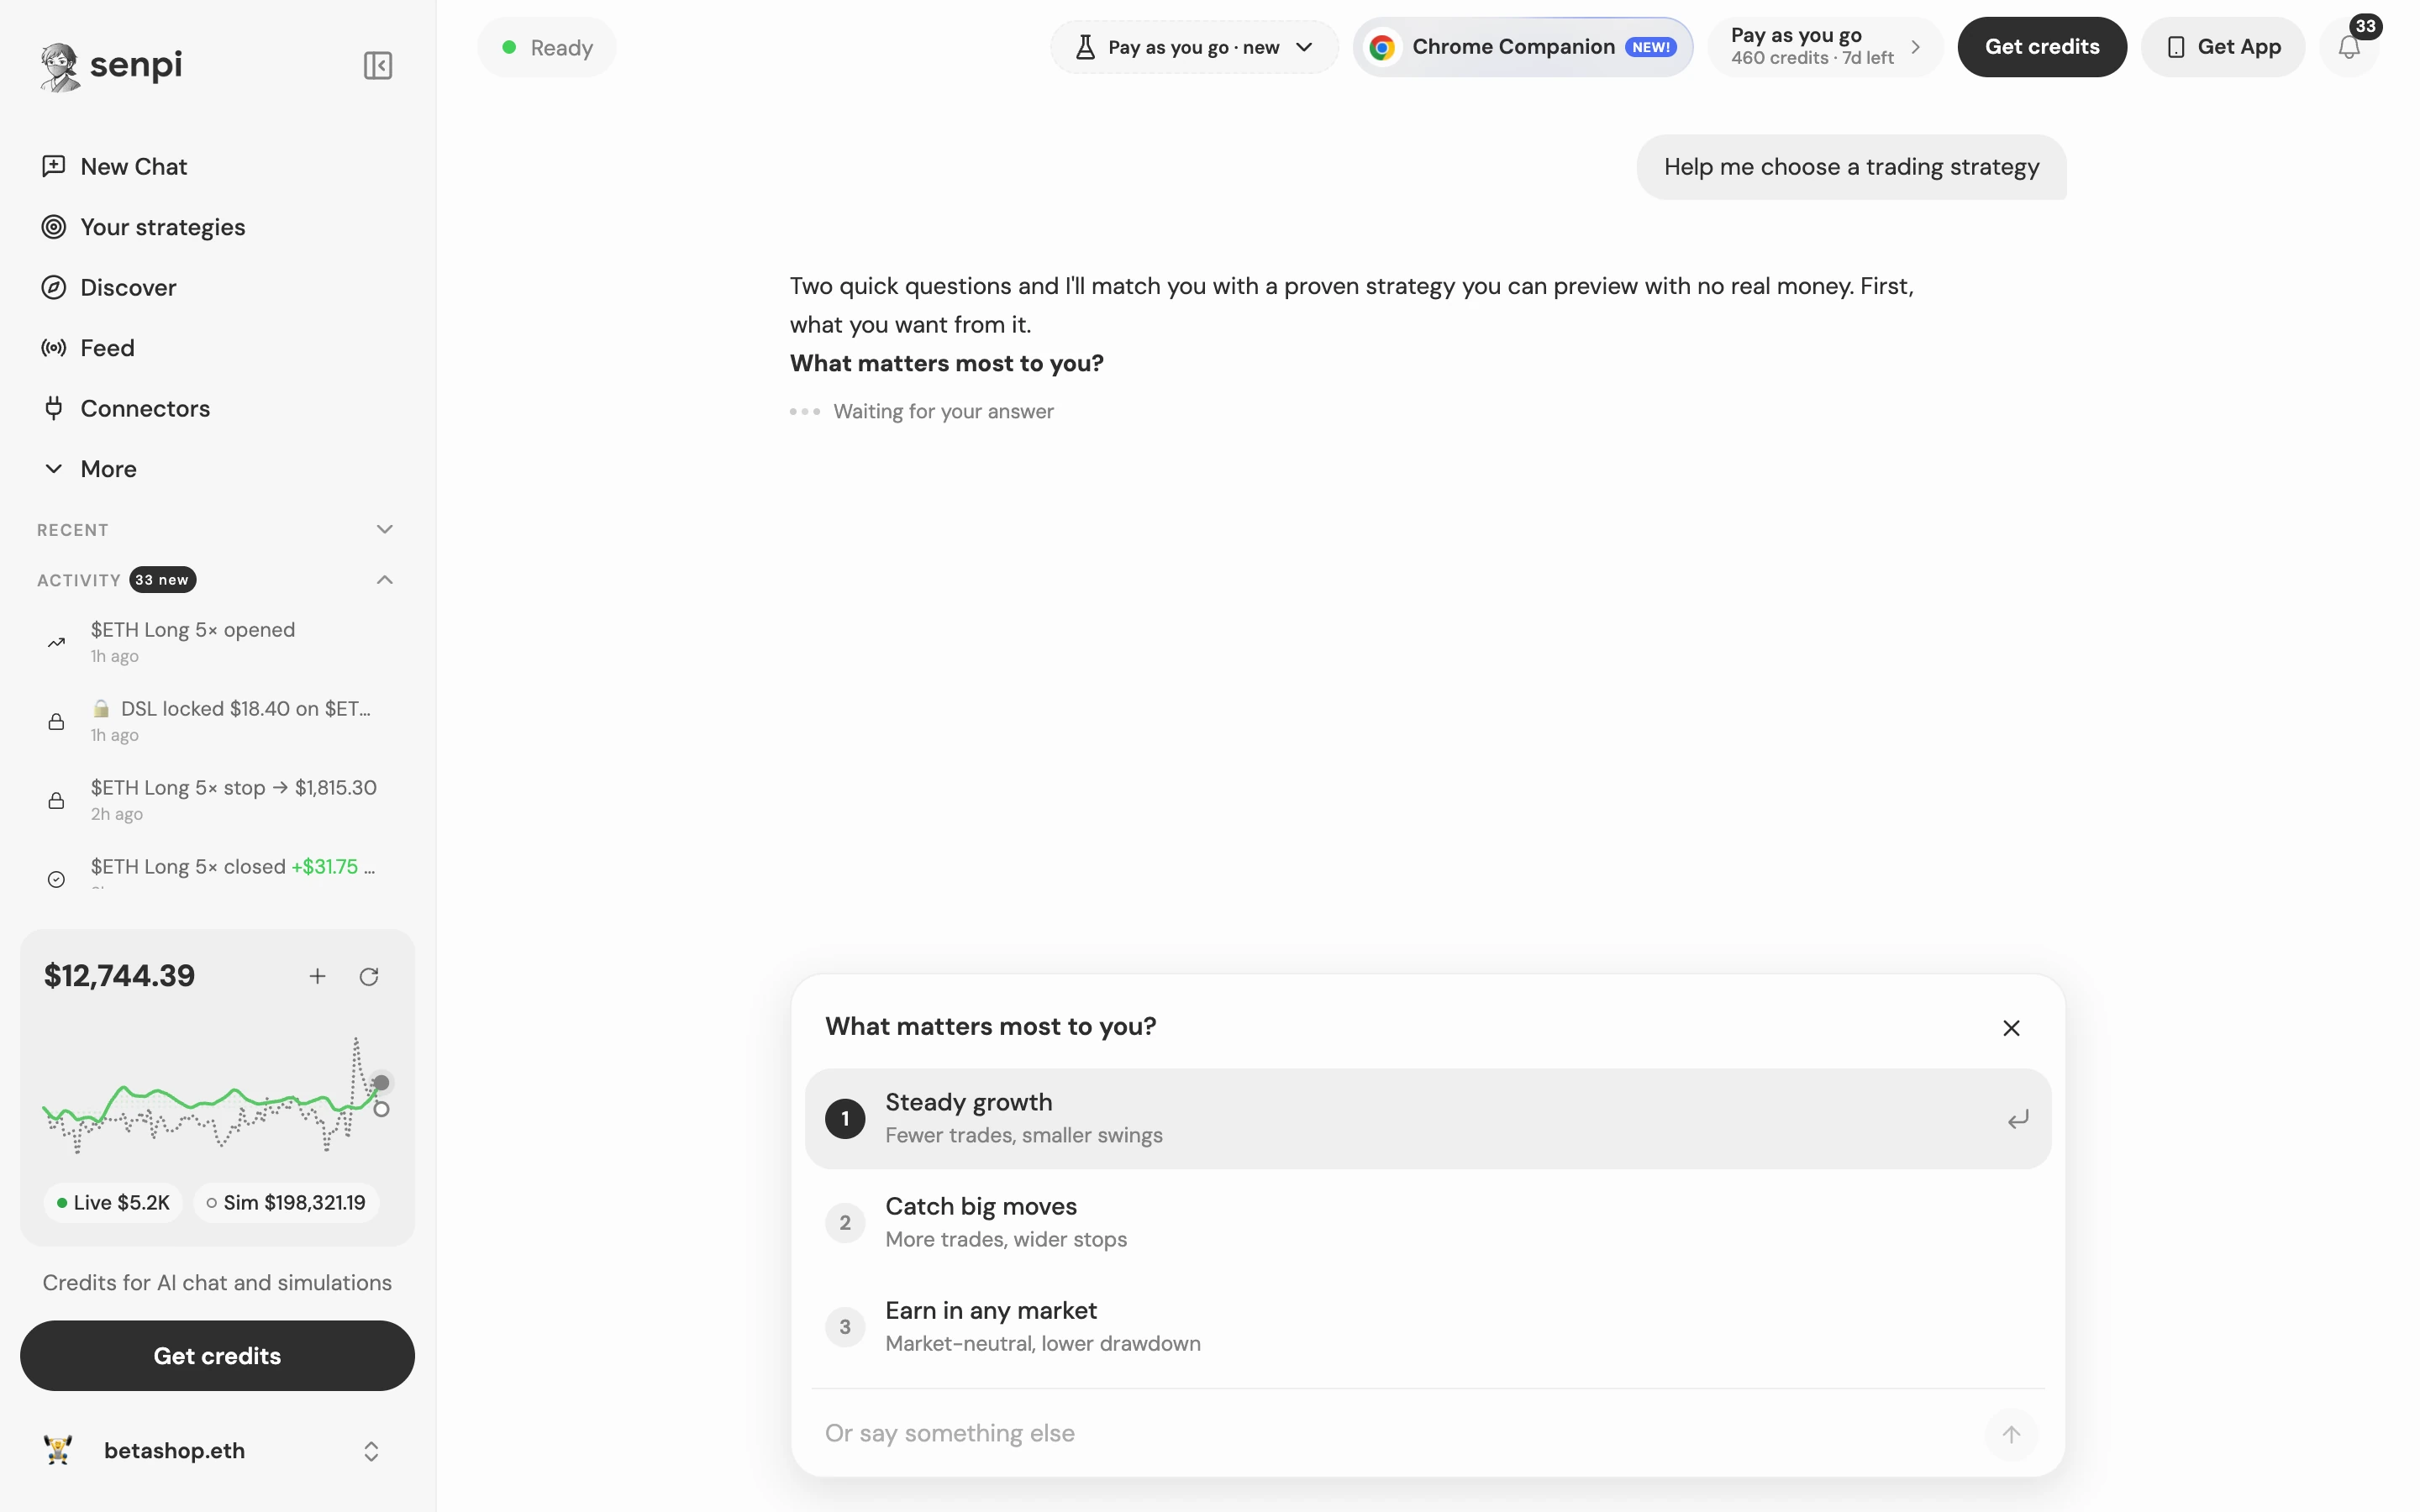 senpi
New Chat
Your strategies
Discover
Feed
Connectors
More
RECENT
ACTIVITY 33 new
$ETH Long 5× opened
1h ago
🔒 DSL locked $18.40 on $ET...
1h ago
$ETH Long 5× stop → $1,815.30
2h ago
$ETH Long 5× closed +$31.75 ...
$12,744.39
Live $5.2K
Sim $198,321.19
Credits for AI chat and simulations
Get credits
betashop.eth
Ready
Pay as you go · new
Chrome Companion NEW!
Pay as you go
460 credits · 7d left
Get credits
Get App
33
Help me choose a trading strategy
Two quick questions and I'll match you with a proven strategy you can preview with no real money. First,
what you want from it.
What matters most to you?
Waiting for your answer
What matters most to you?
1 Steady growth
Fewer trades, smaller swings
2 Catch big moves
More trades, wider stops
3 Earn in any market
Market-neutral, lower drawdown
Or say something else